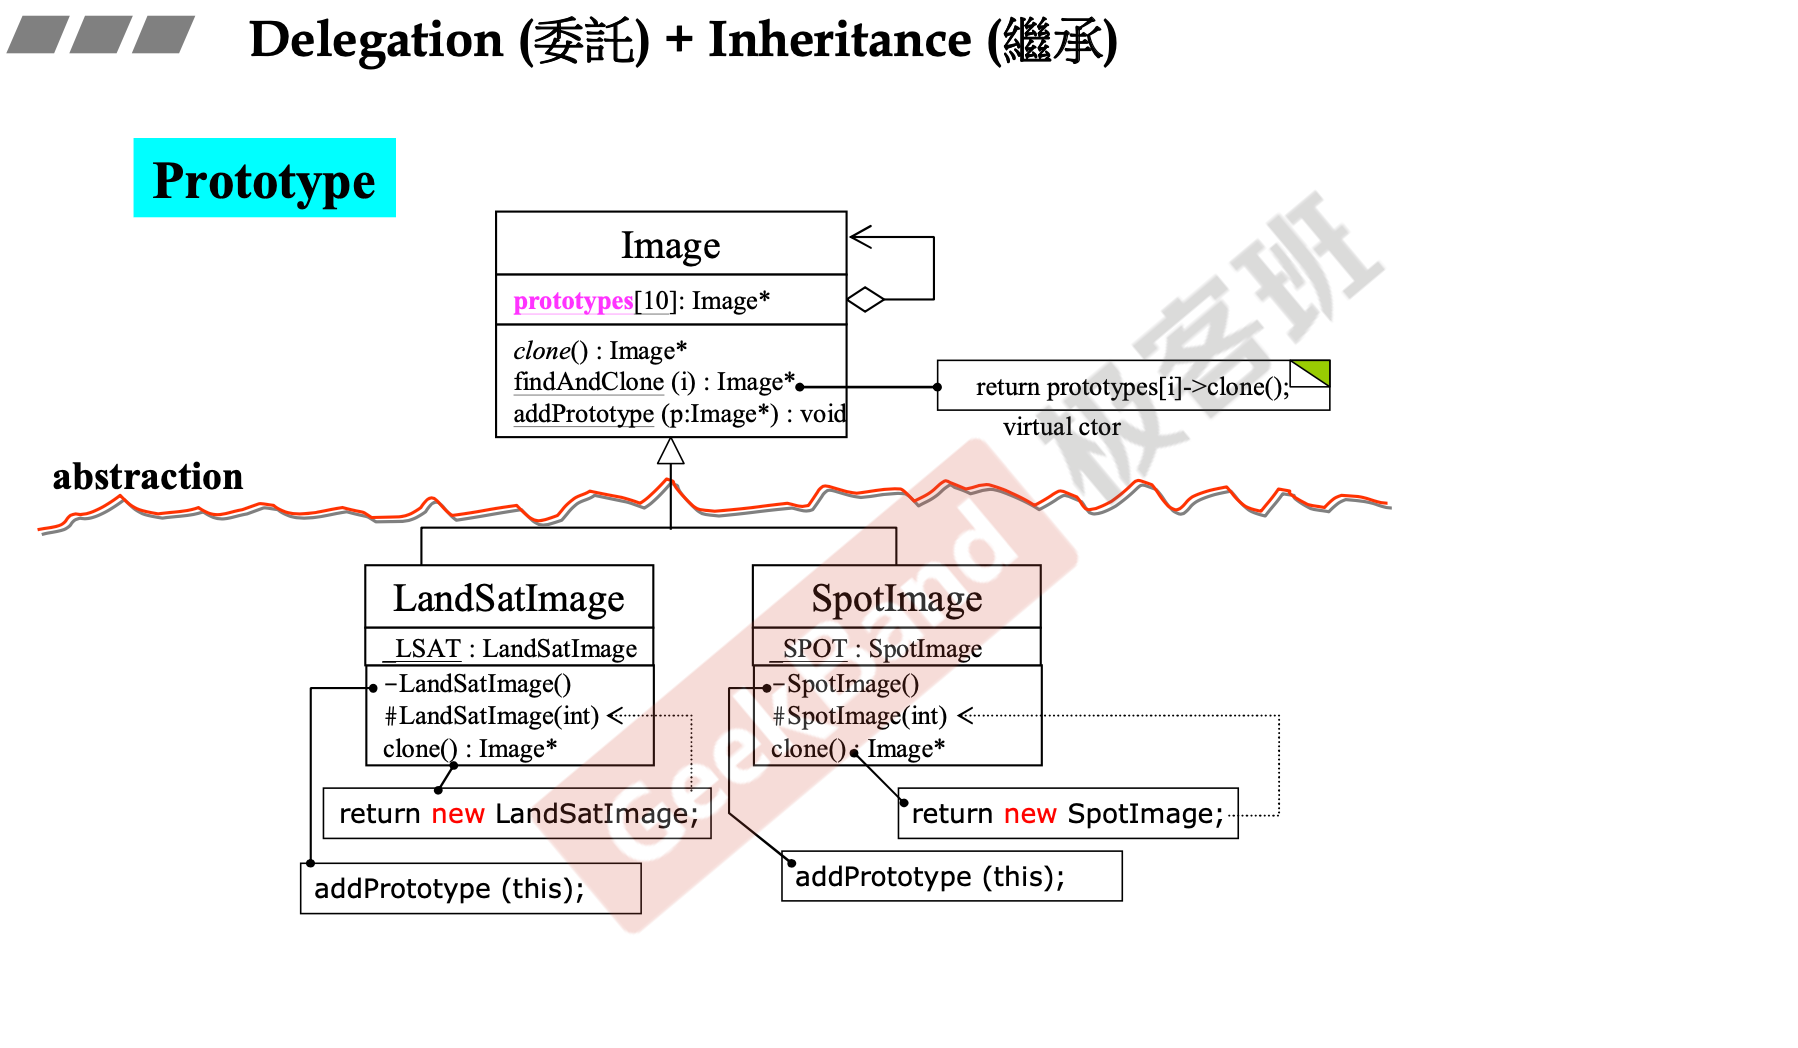 Delegation (委託) + Inheritance (繼承)
Prototype
Image
prototypes[10]: Image*
clone() : Image*
findAndClone (i) : Image*
addPrototype (p:Image*) : void
return prototypes[i]->clone();
virtual ctor
abstraction
LandSatImage
_LSAT : LandSatImage
-LandSatImage()
#LandSatImage(int)
clone() : Image*
return new LandSatImage;
addPrototype (this);
SpotImage
_SPOT : SpotImage
-SpotImage()
#SpotImage(int)
clone() : Image*
return new SpotImage;
addPrototype (this);
GeekBand
极客班